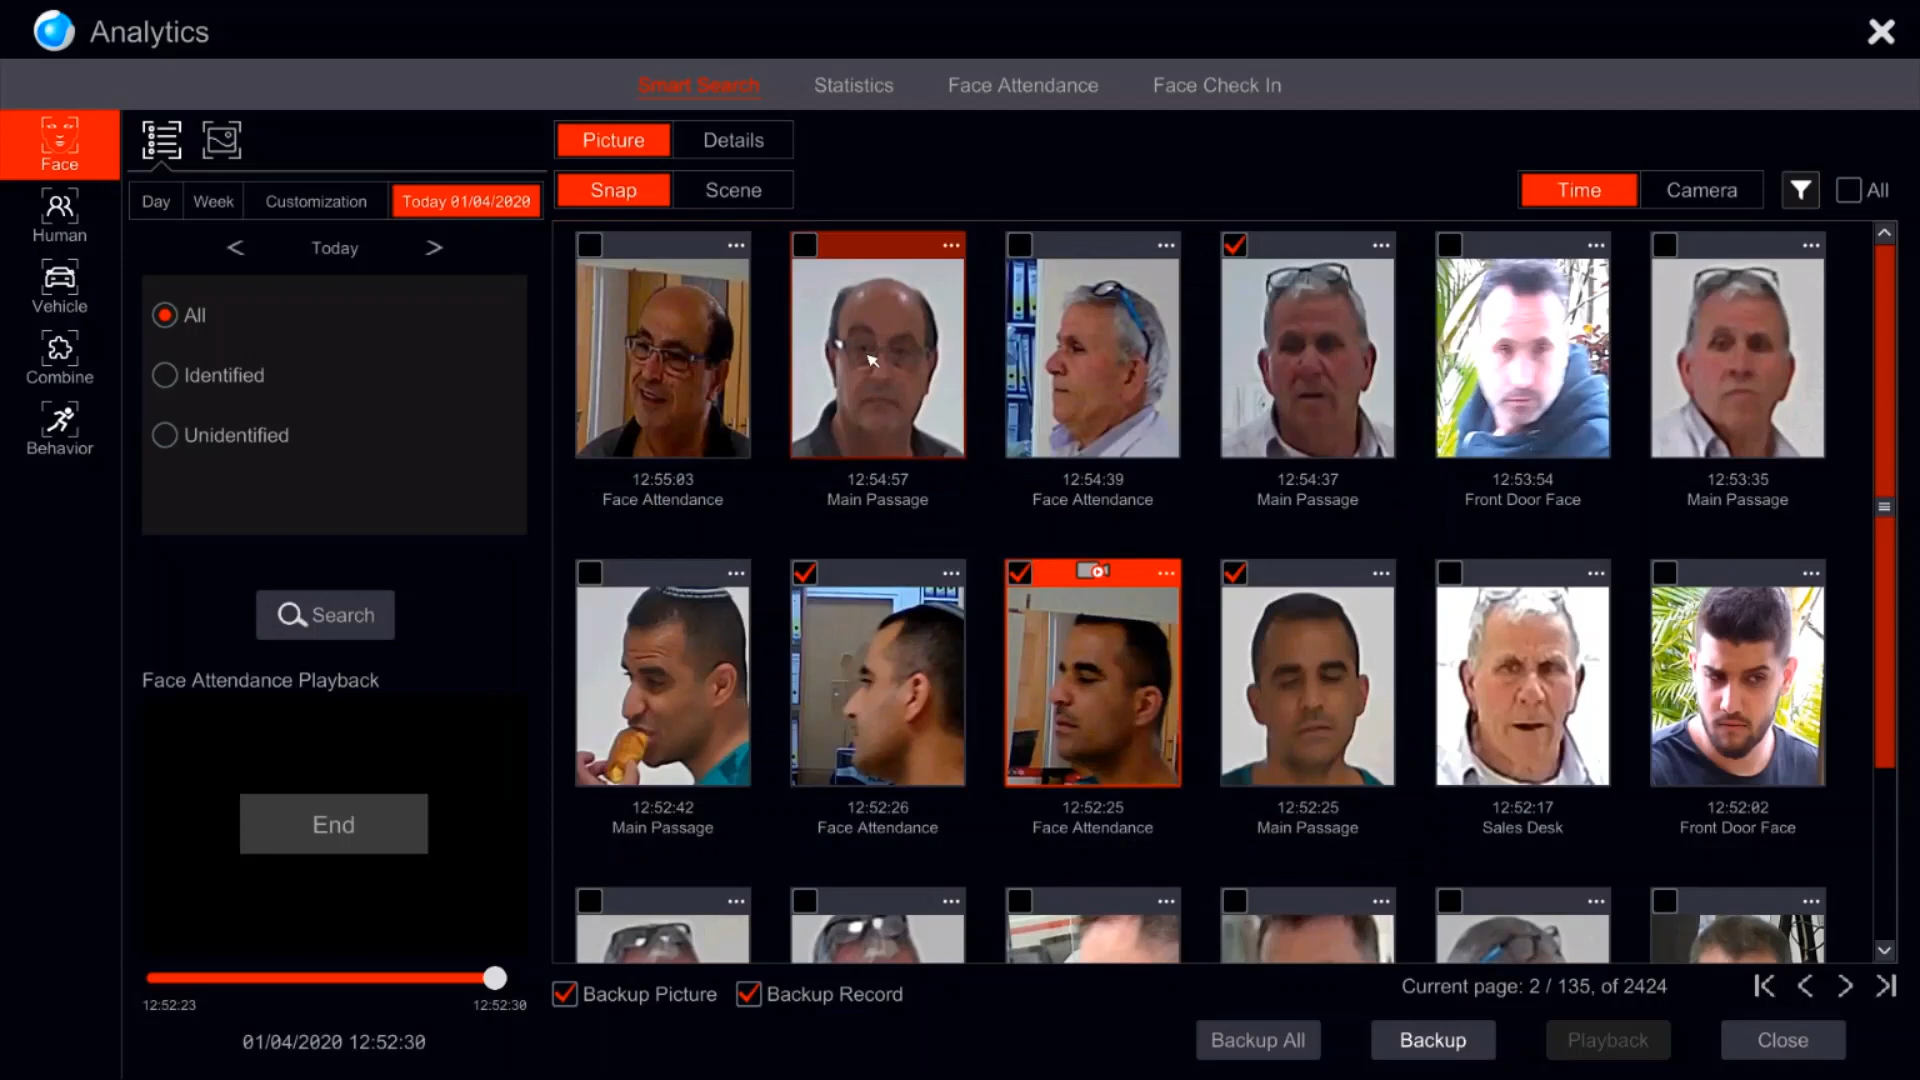 Analytics
Smart Search Statistics Face Attendance Face Check In
Face
Human
Vehicle
Combine
Behavior
Day Week Customization Today 01/04/2020
Today
All
Identified
Unidentified
Search
Face Attendance Playback
End
12:52:23 12:52:30
01/04/2020 12:52:30
Picture Details
Snap Scene
Time Camera All
12:55:03 12:54:57 12:54:39 12:54:37 12:53:54 12:53:35
Face Attendance Main Passage Face Attendance Main Passage Front Door Face Main Passage
12:52:42 12:52:26 12:52:25 12:52:25 12:52:17 12:52:02
Main Passage Face Attendance Face Attendance Main Passage Sales Desk Front Door Face
Backup Picture Backup Record
Current page: 2 / 135, of 2424
Backup All Backup Playback Close